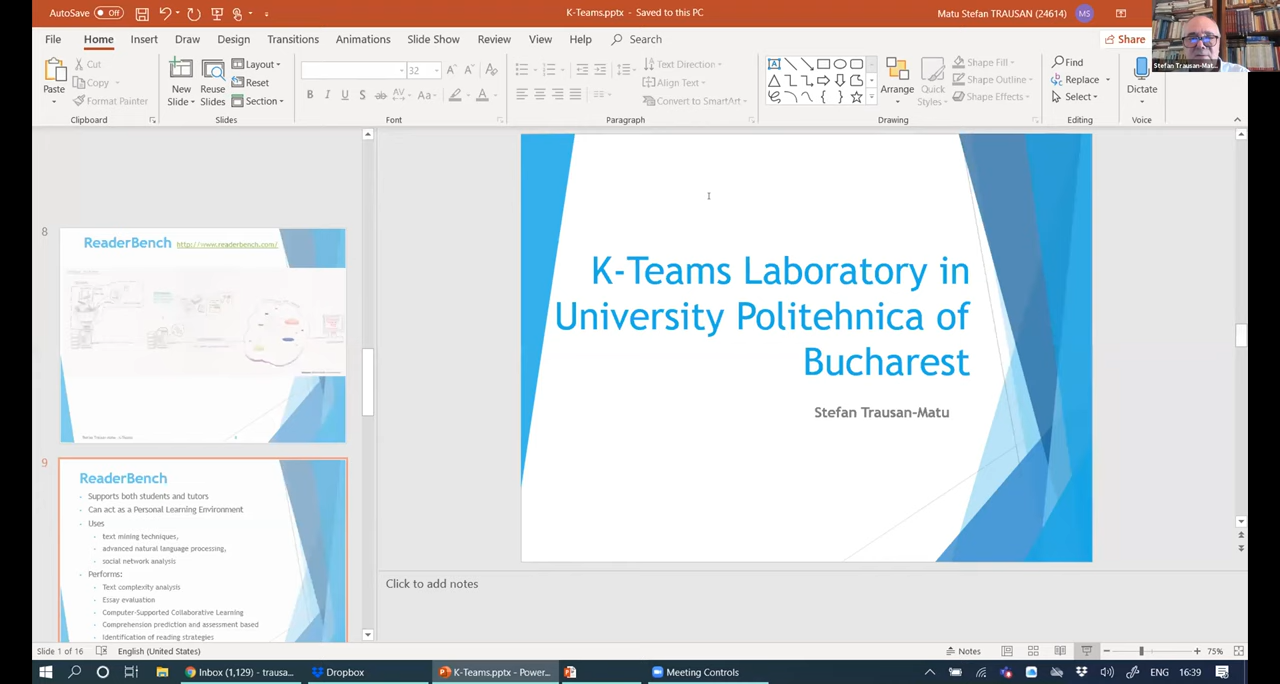 AutoSave Off
K-Teams.pptx - Saved to this PC
Matu Stefan TRAUSAN (24614) MS
File Home Insert Draw Design Transitions Animations Slide Show Review View Help Search
Share
Stefan Trausan-Mat...
Paste Cut Copy Format Painter
Clipboard
New Slide Reuse Slides Layout Reset Section
Slides
32
B I U S ab AV Aa A
Font
Text Direction
Align Text
Convert to SmartArt
Paragraph
Arrange Quick Styles Shape Fill Shape Outline Shape Effects
Drawing
Find
Replace
Select
Editing
Dictate
Voice
8
ReaderBench http://www.readerbench.com/
9
ReaderBench
Supports both students and tutors
Can act as a Personal Learning Environment
Uses
text mining techniques,
advanced natural language processing,
social network analysis
Performs:
Text complexity analysis
Essay evaluation
Computer-Supported Collaborative Learning
Comprehension prediction and assessment based
Identification of reading strategies
K-Teams Laboratory in
University Politehnica of
Bucharest
Stefan Trausan-Matu
Click to add notes
Slide 1 of 16 English (United States) Notes 75%
Inbox (1,129) - trausa... Dropbox K-Teams.pptx - Power... Meeting Controls ENG 16:39